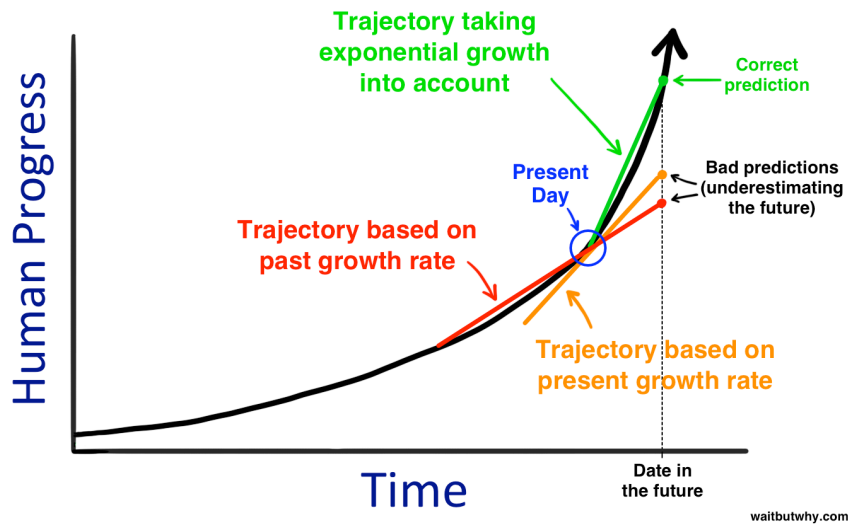 Trajectory taking
exponential growth
into account
Correct
prediction
Human Progress
Present
Day
Bad predictions
(underestimating
the future)
Trajectory based on
past growth rate
Trajectory based on
present growth rate
Time
Date in
the future
waitbutwhy.com